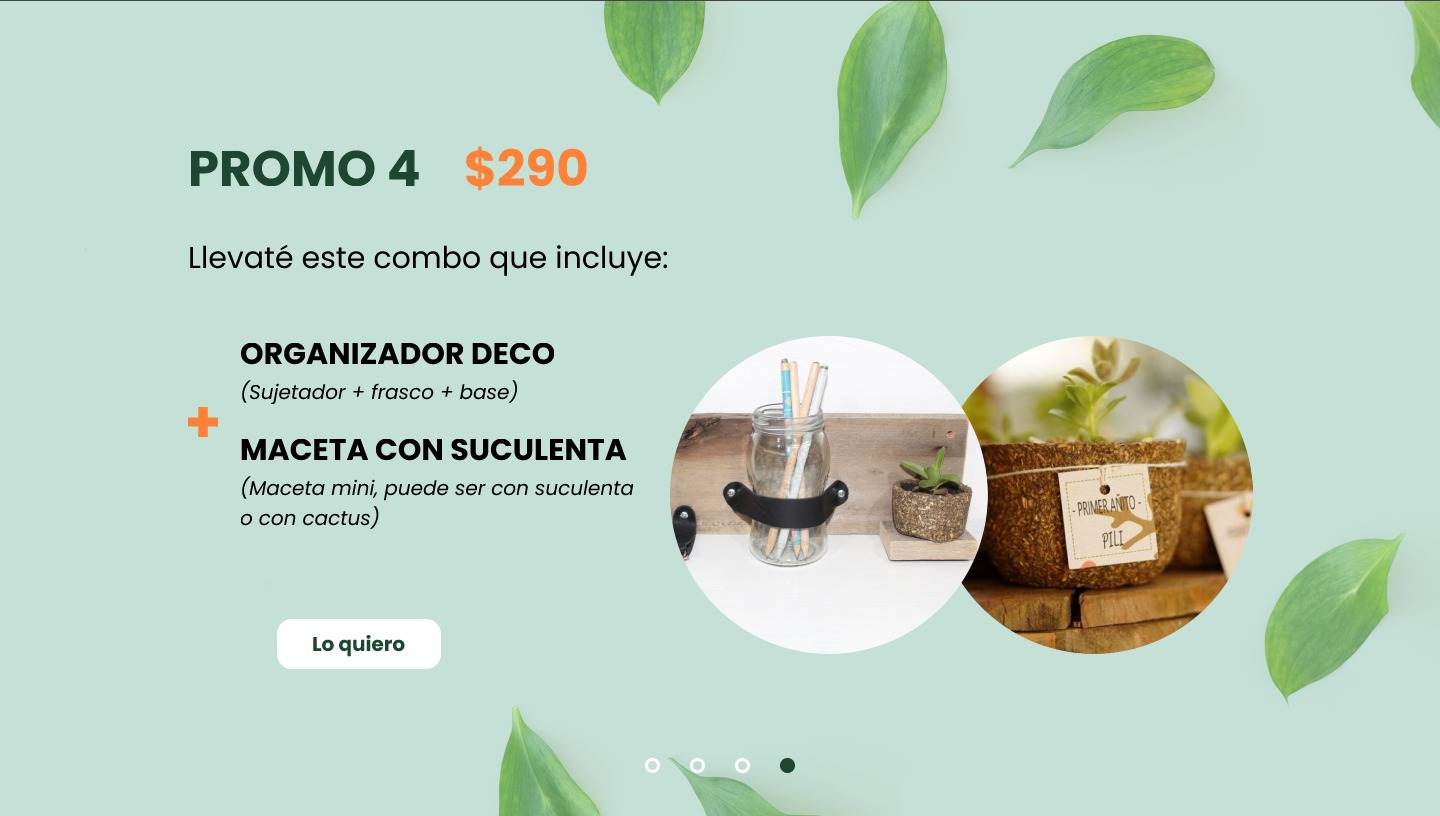 PROMO 4 $290
Llevaté este combo que incluye:
ORGANIZADOR DECO
(Sujetador + frasco + base)
MACETA CON SUCULENTA
(Maceta mini, puede ser con suculenta
o con cactus)
- PRIMER AÑITO -
PILI
Lo quiero